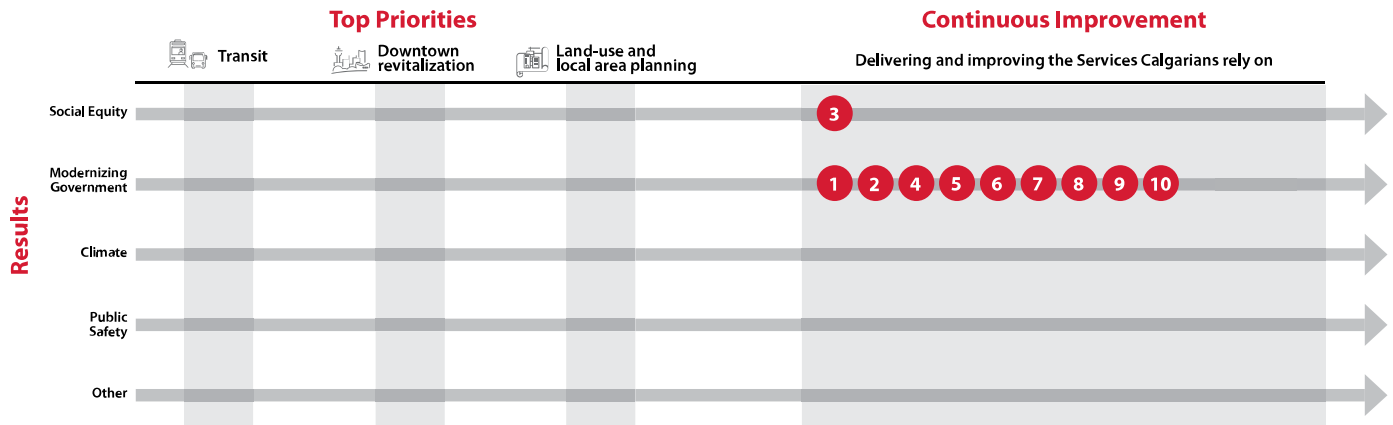 Top Priorities
Continuous Improvement
Transit
Downtown
revitalization
Land-use and
local area planning
Delivering and improving the Services Calgarians rely on
Results
Social Equity
3
Modernizing
Government
1 2 4 5 6 7 8 9 10
Climate
Public
Safety
Other